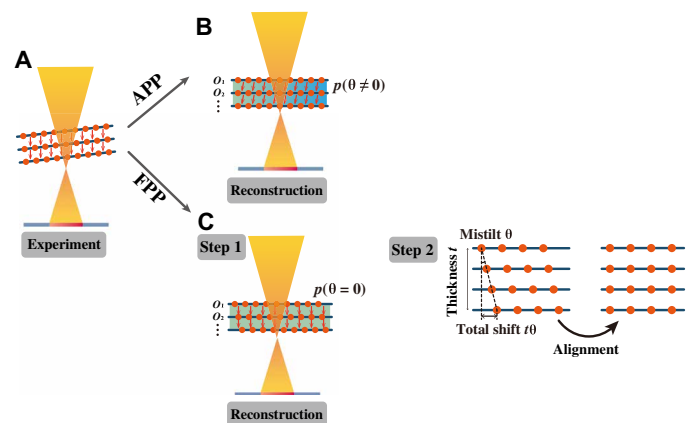 A
Experiment
APP
FPP
B
O₁
O₂
⋮
p(θ ≠ 0)
Reconstruction
C
Step 1
p(θ = 0)
O₁
O₂
⋮
Reconstruction
Step 2
Mistilt θ
Thickness t
Total shift tθ
Alignment